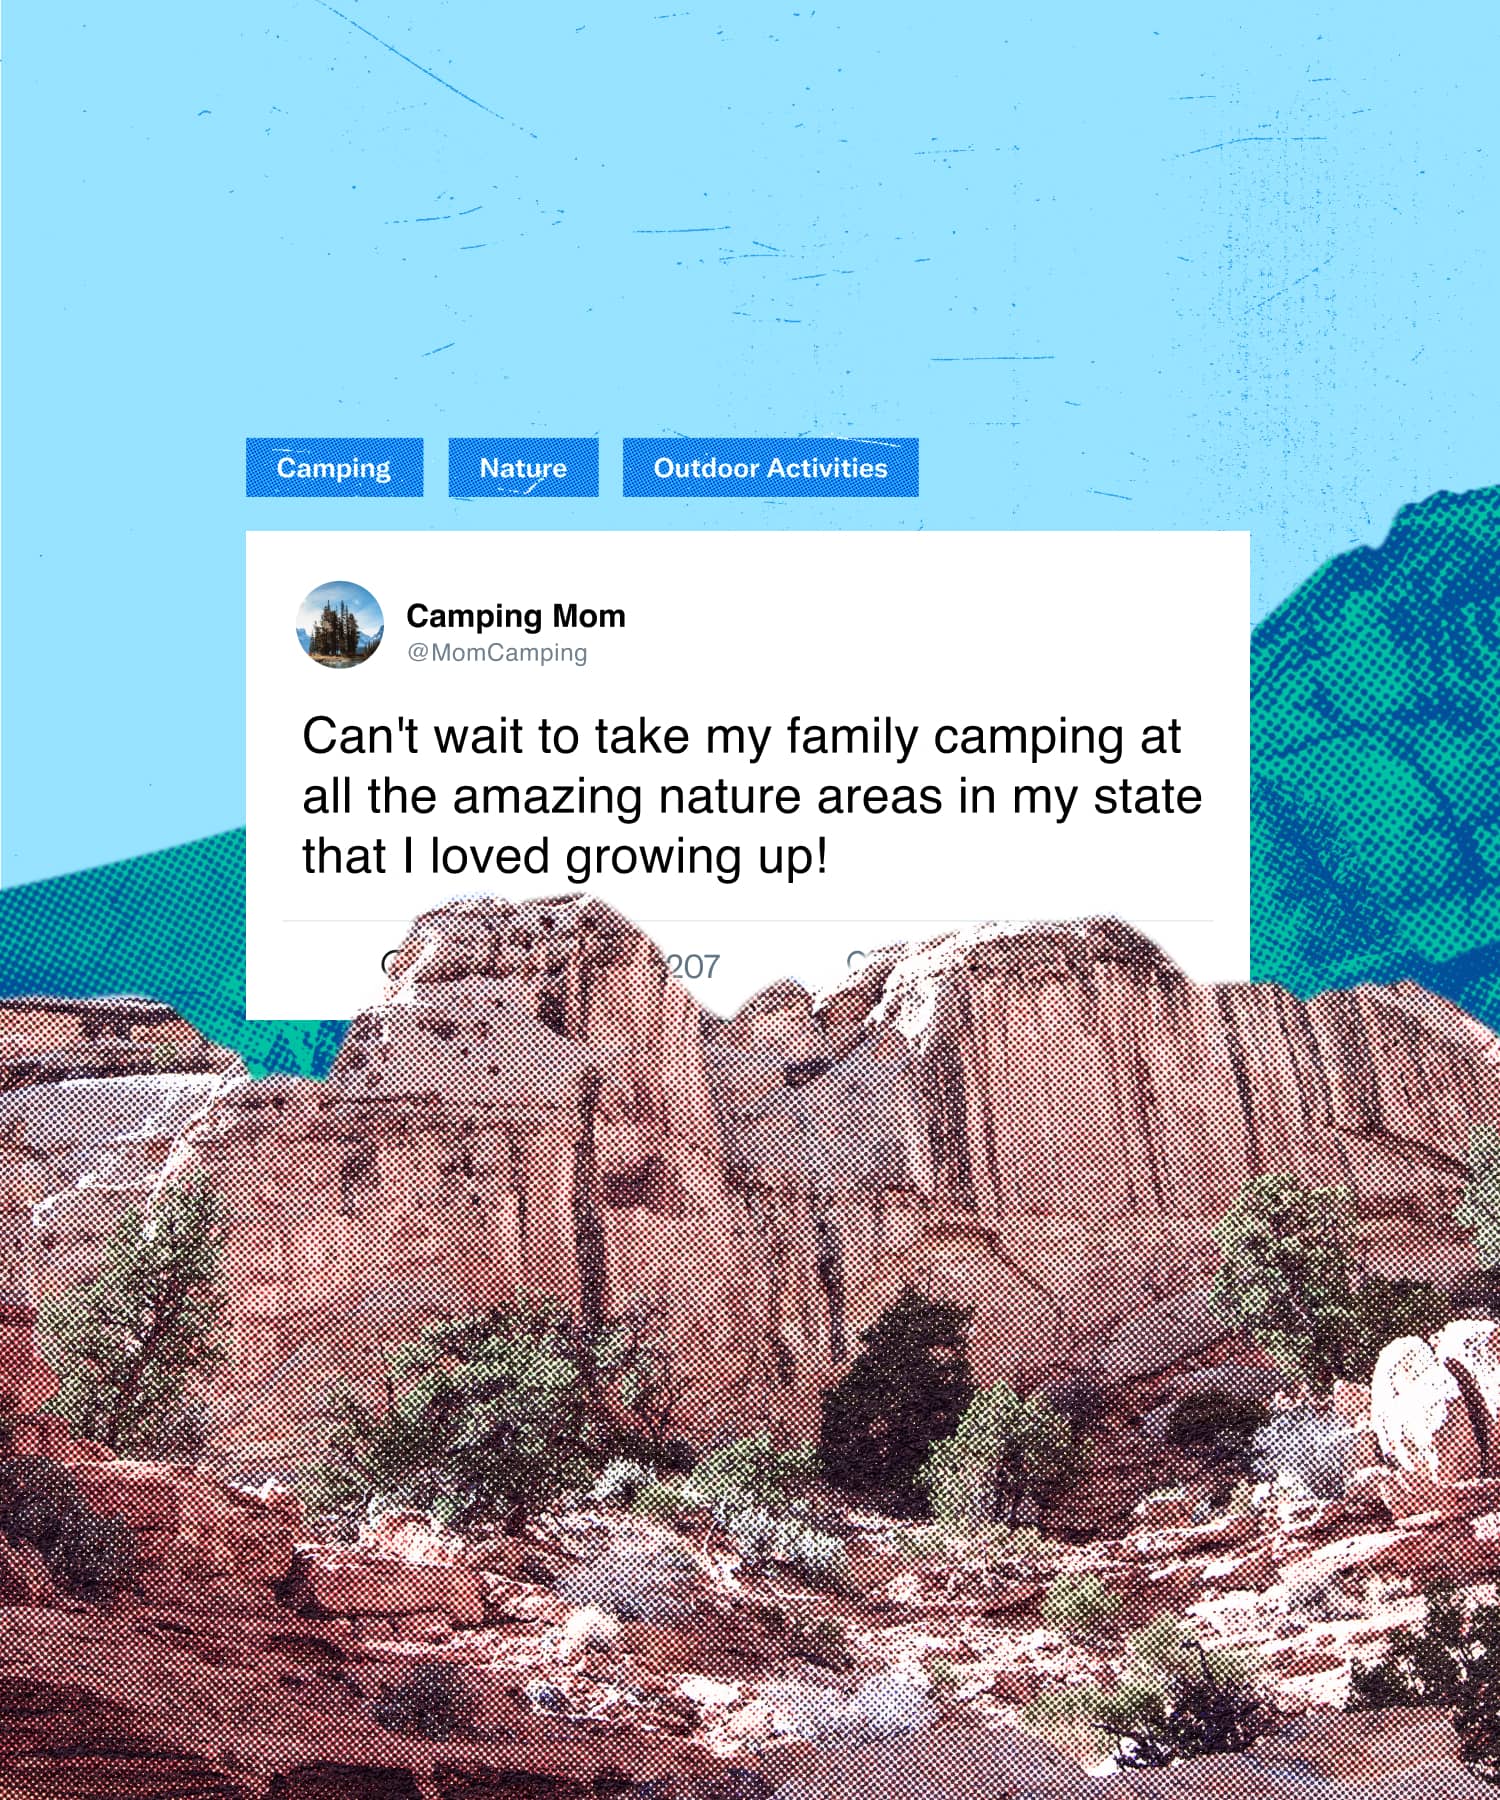 Camping Nature Outdoor Activities
Camping Mom
@MomCamping
Can't wait to take my family camping at
all the amazing nature areas in my state
that I loved growing up!
207